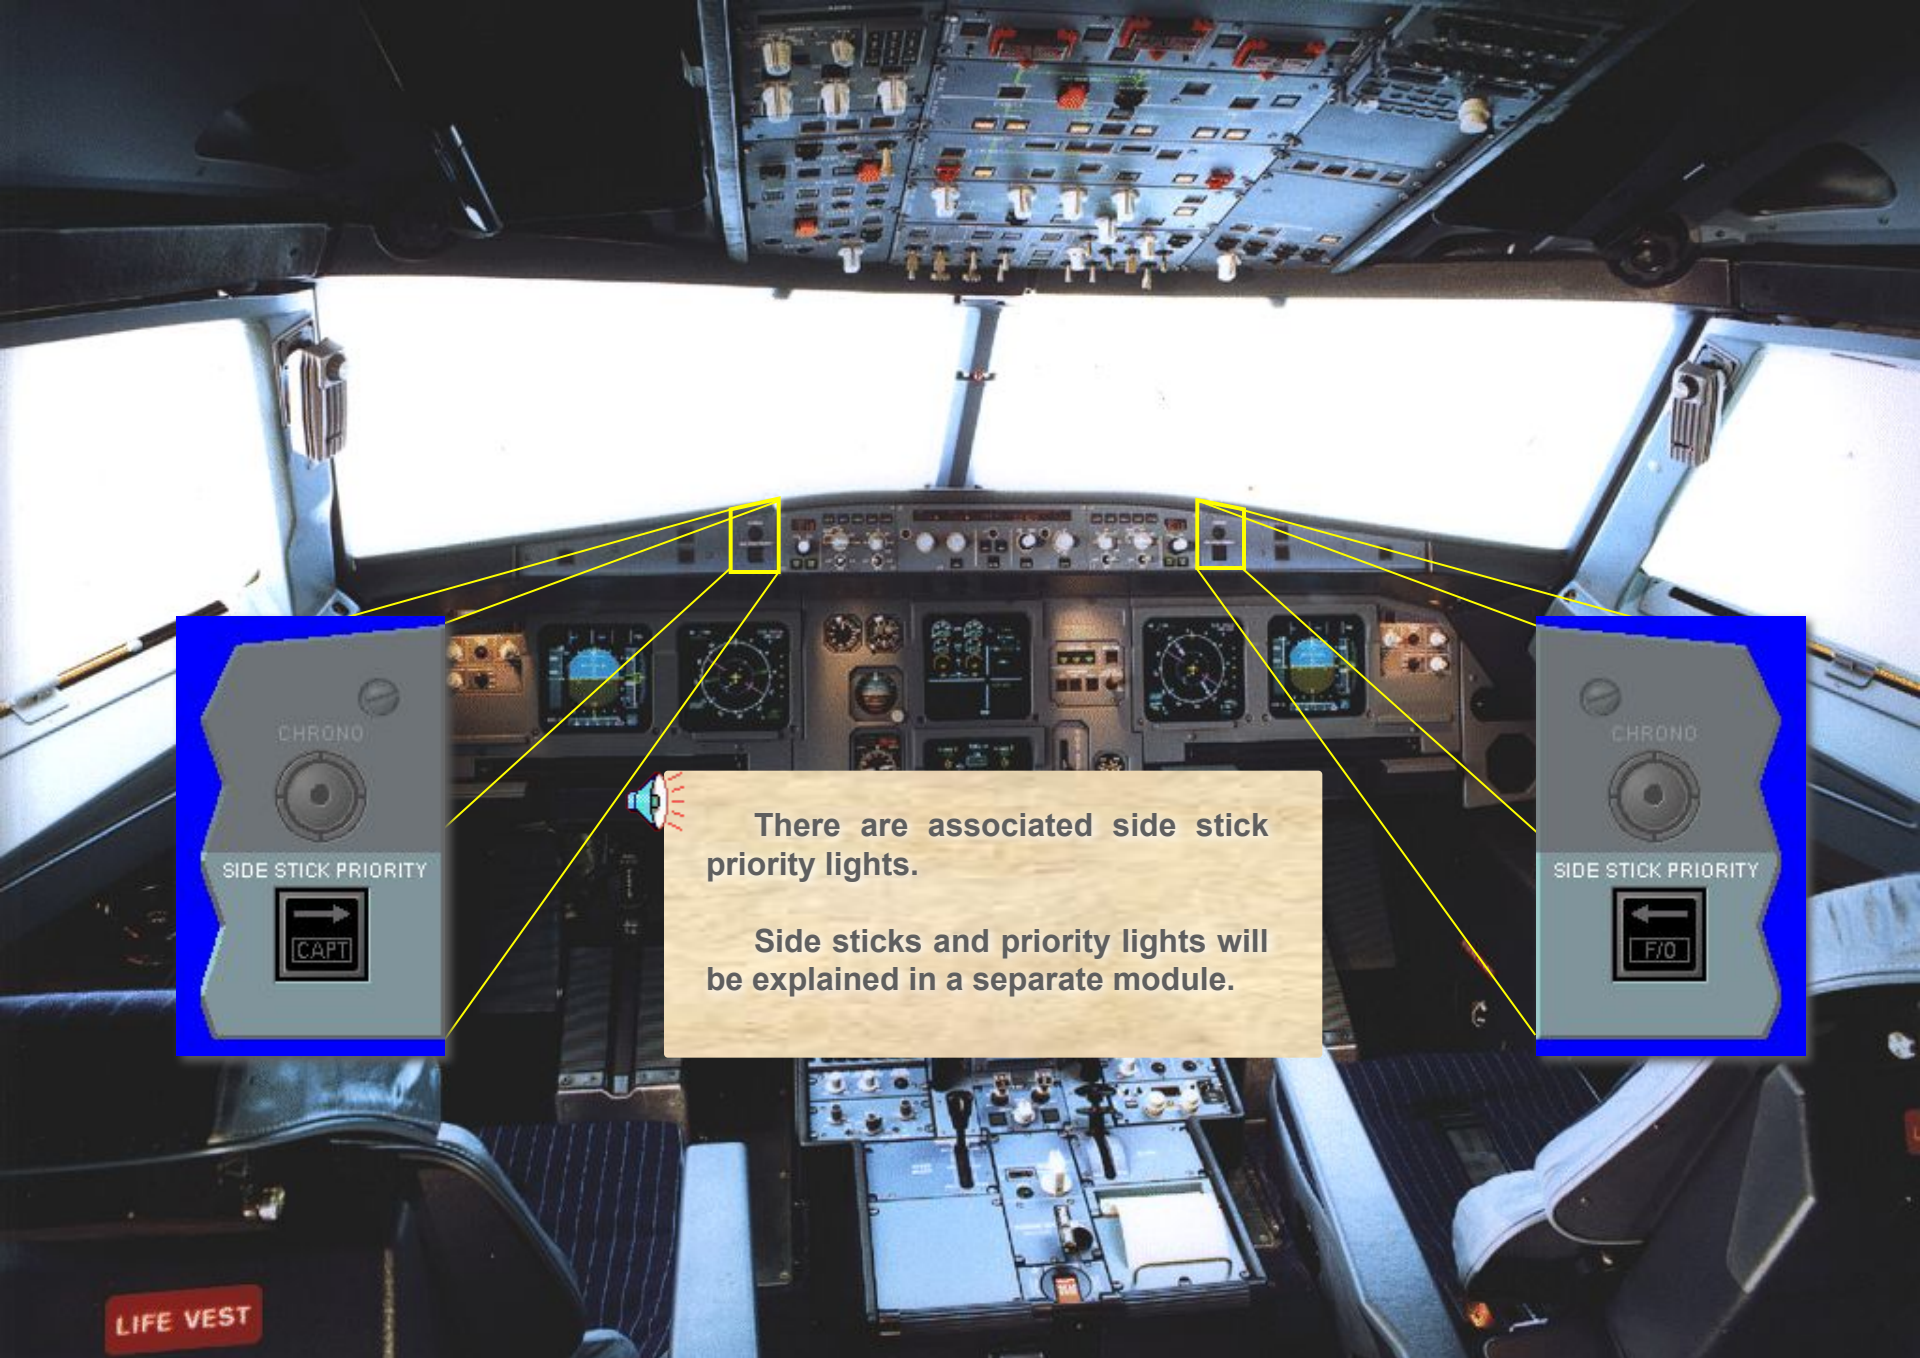 CHRONO
SIDE STICK PRIORITY
CAPT
There are associated side stick
priority lights.
Side sticks and priority lights will
be explained in a separate module.
CHRONO
SIDE STICK PRIORITY
F/O
LIFE VEST